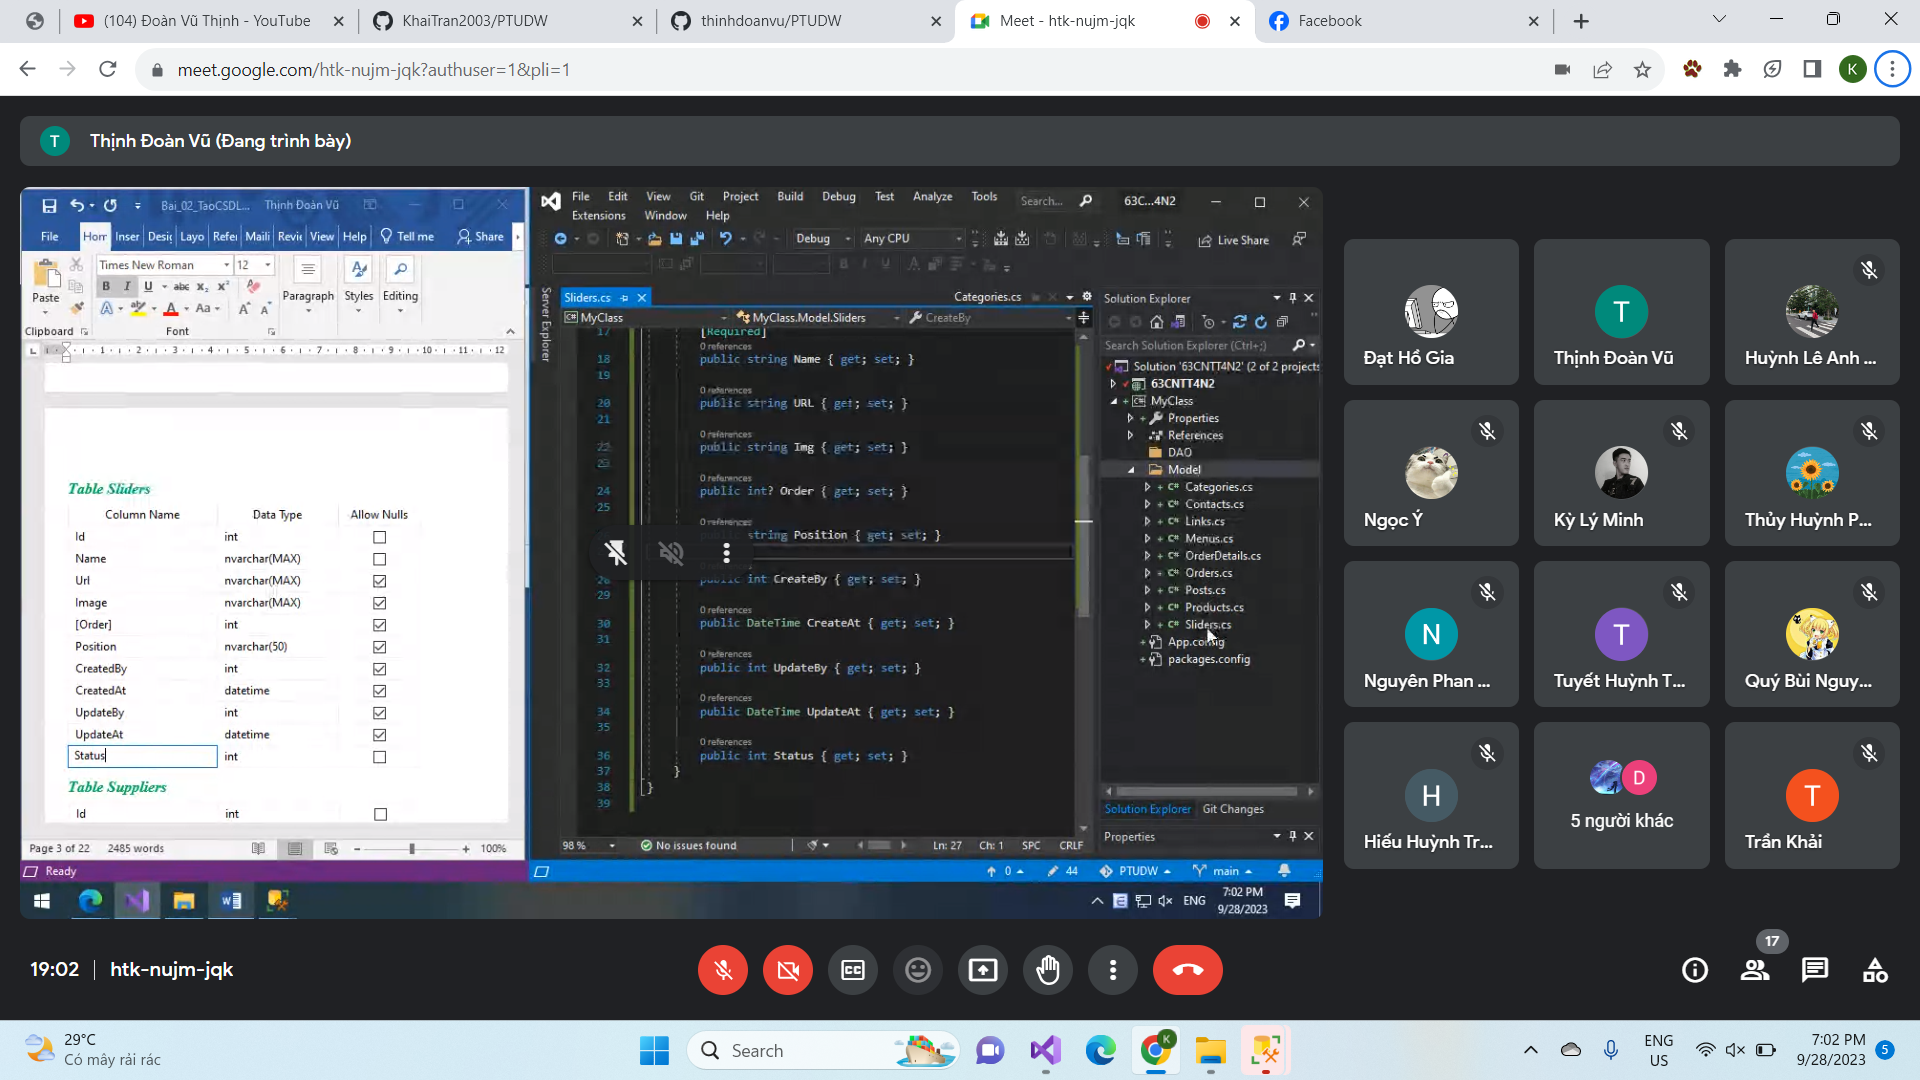 (104) Đoàn Vũ Thịnh - YouTube
KhaiTran2003/PTUDW
thinhdoanvu/PTUDW
Meet - htk-nujm-jqk
Facebook
meet.google.com/htk-nujm-jqk?authuser=1&pli=1
K
T
Thịnh Đoàn Vũ (Đang trình bày)
Bai_02_TaoCSDL...
Thịnh Đoàn Vũ
File
Inser
Layo
Refer
Maili
View
Help
Tell me
Share
Paste
Times New Roman
12
Paragraph
Styles
Editing
Clipboard
Font
Table Sliders
Column Name Data Type Allow Nulls
Id int
Name nvarchar(MAX)
Url nvarchar(MAX)
Image nvarchar(MAX)
[Order] int
Position nvarchar(50)
CreatedBy int
CreatedAt datetime
UpdateBy int
UpdateAt datetime
Status int
Table Suppliers
Id int
Page 3 of 22 2485 words
100%
Ready
File Edit View Git Project Build Debug Test Analyze Tools
Search...
63C...4N2
Extensions Window Help
Debug
Any CPU
Live Share
Server Explorer
Sliders.cs
Categories.cs
MyClass
MyClass.Model.Sliders
CreateBy
17 [Required]
0 references
18 public string Name { get; set; }
19
0 references
20 public string URL { get; set; }
21
0 references
22 public string Img { get; set; }
23
0 references
24 public int? Order { get; set; }
25
0 references
string Position { get; set; }
28 public int CreateBy { get; set; }
29
0 references
30 public DateTime CreateAt { get; set; }
31
0 references
32 public int UpdateBy { get; set; }
33
0 references
34 public DateTime UpdateAt { get; set; }
35
0 references
36 public int Status { get; set; }
37 }
38 }
39
98 %
No issues found
Ln: 27 Ch: 1 SPC CRLF
Solution Explorer
Search Solution Explorer (Ctrl+;)
Solution '63CNTT4N2' (2 of 2 projects
63CNTT4N2
MyClass
Properties
References
DAO
Model
Categories.cs
Contacts.cs
Links.cs
Menus.cs
OrderDetails.cs
Orders.cs
Posts.cs
Products.cs
Sliders.cs
App.config
packages.config
Solution Explorer Git Changes
Properties
0
44
PTUDW
main
ENG
7:02 PM
9/28/2023
Đạt Hồ Gia
T
Thịnh Đoàn Vũ
Huỳnh Lê Anh ...
Ngọc Ý
Kỳ Lý Minh
Thủy Huỳnh P...
N
Nguyên Phan ...
T
Tuyết Huỳnh T...
Quý Bùi Nguy...
H
Hiếu Huỳnh Tr...
D
5 người khác
T
Trần Khải
19:02 | htk-nujm-jqk
17
29°C
Có mây rải rác
Search
K
ENG
US
7:02 PM
9/28/2023
5